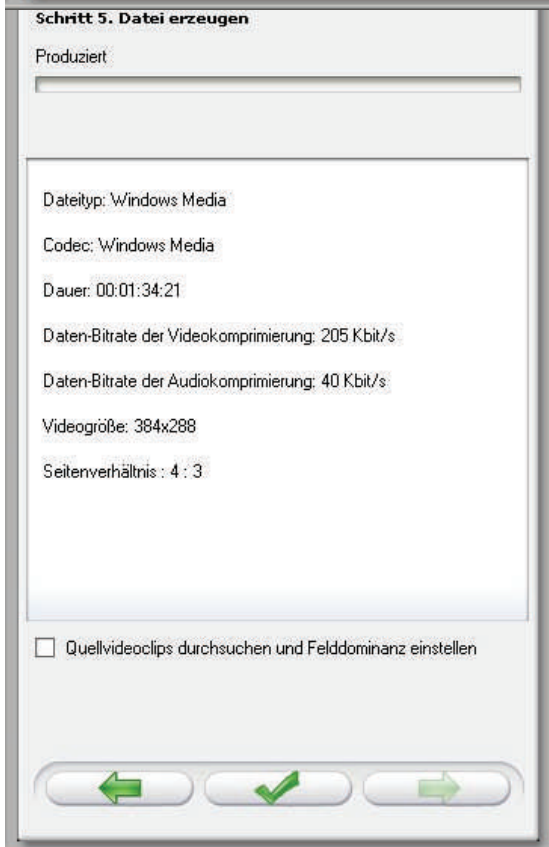 Schritt 5. Datei erzeugen
Produziert
Dateityp: Windows Media
Codec: Windows Media
Dauer: 00:01:34:21
Daten-Bitrate der Videokomprimierung: 205 Kbit/s
Daten-Bitrate der Audiokomprimierung: 40 Kbit/s
Videogröße: 384x288
Seitenverhältnis : 4 : 3
Quellvideoclips durchsuchen und Felddominanz einstellen